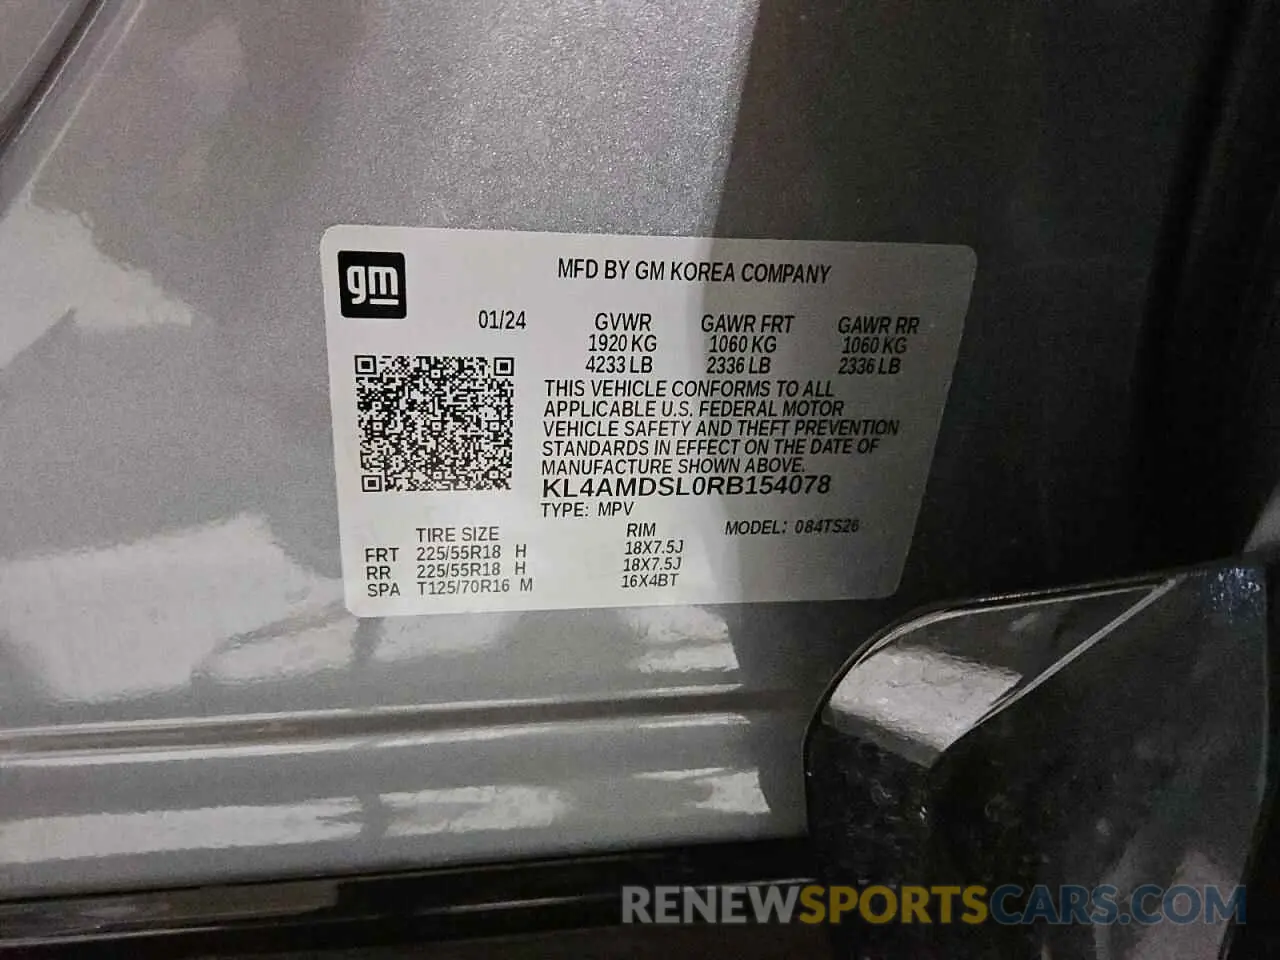 gm
MFD BY GM KOREA COMPANY
01/24 GVWR GAWR FRT GAWR RR
1920 KG 1060 KG 1060 KG
4233 LB 2336 LB 2336 LB
THIS VEHICLE CONFORMS TO ALL
APPLICABLE U.S. FEDERAL MOTOR
VEHICLE SAFETY AND THEFT PREVENTION
STANDARDS IN EFFECT ON THE DATE OF
MANUFACTURE SHOWN ABOVE.
KL4AMDSL0RB154078
TYPE: MPV
TIRE SIZE RIM MODEL: 084TS26
FRT 225/55R18 H 18X7.5J
RR 225/55R18 H 18X7.5J
SPA T125/70R16 M 16X4BT
RENEWSPORTSCARS.COM